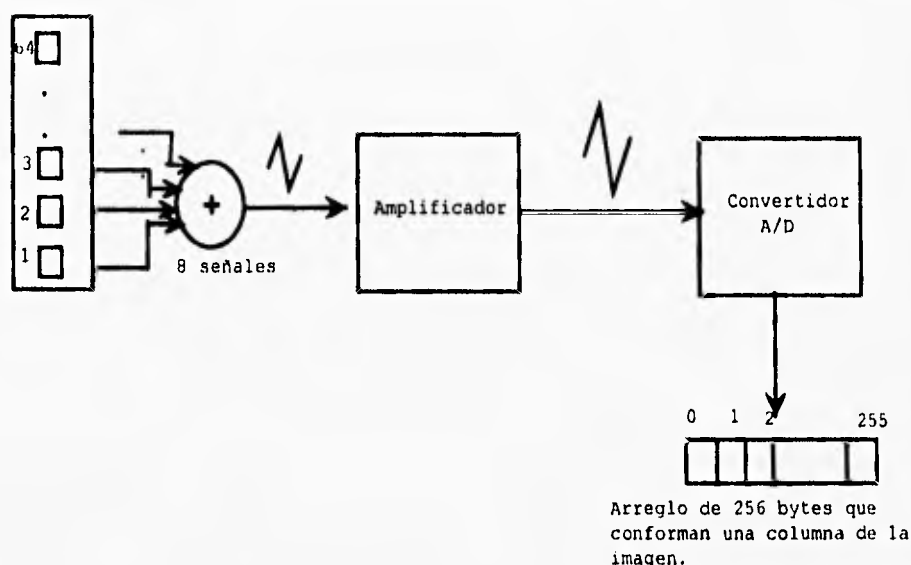 64
3
2
1
+
8 señales
Amplificador
Convertidor
A/D
0 1 2 255
Arreglo de 256 bytes que
conforman una columna de la
imagen.